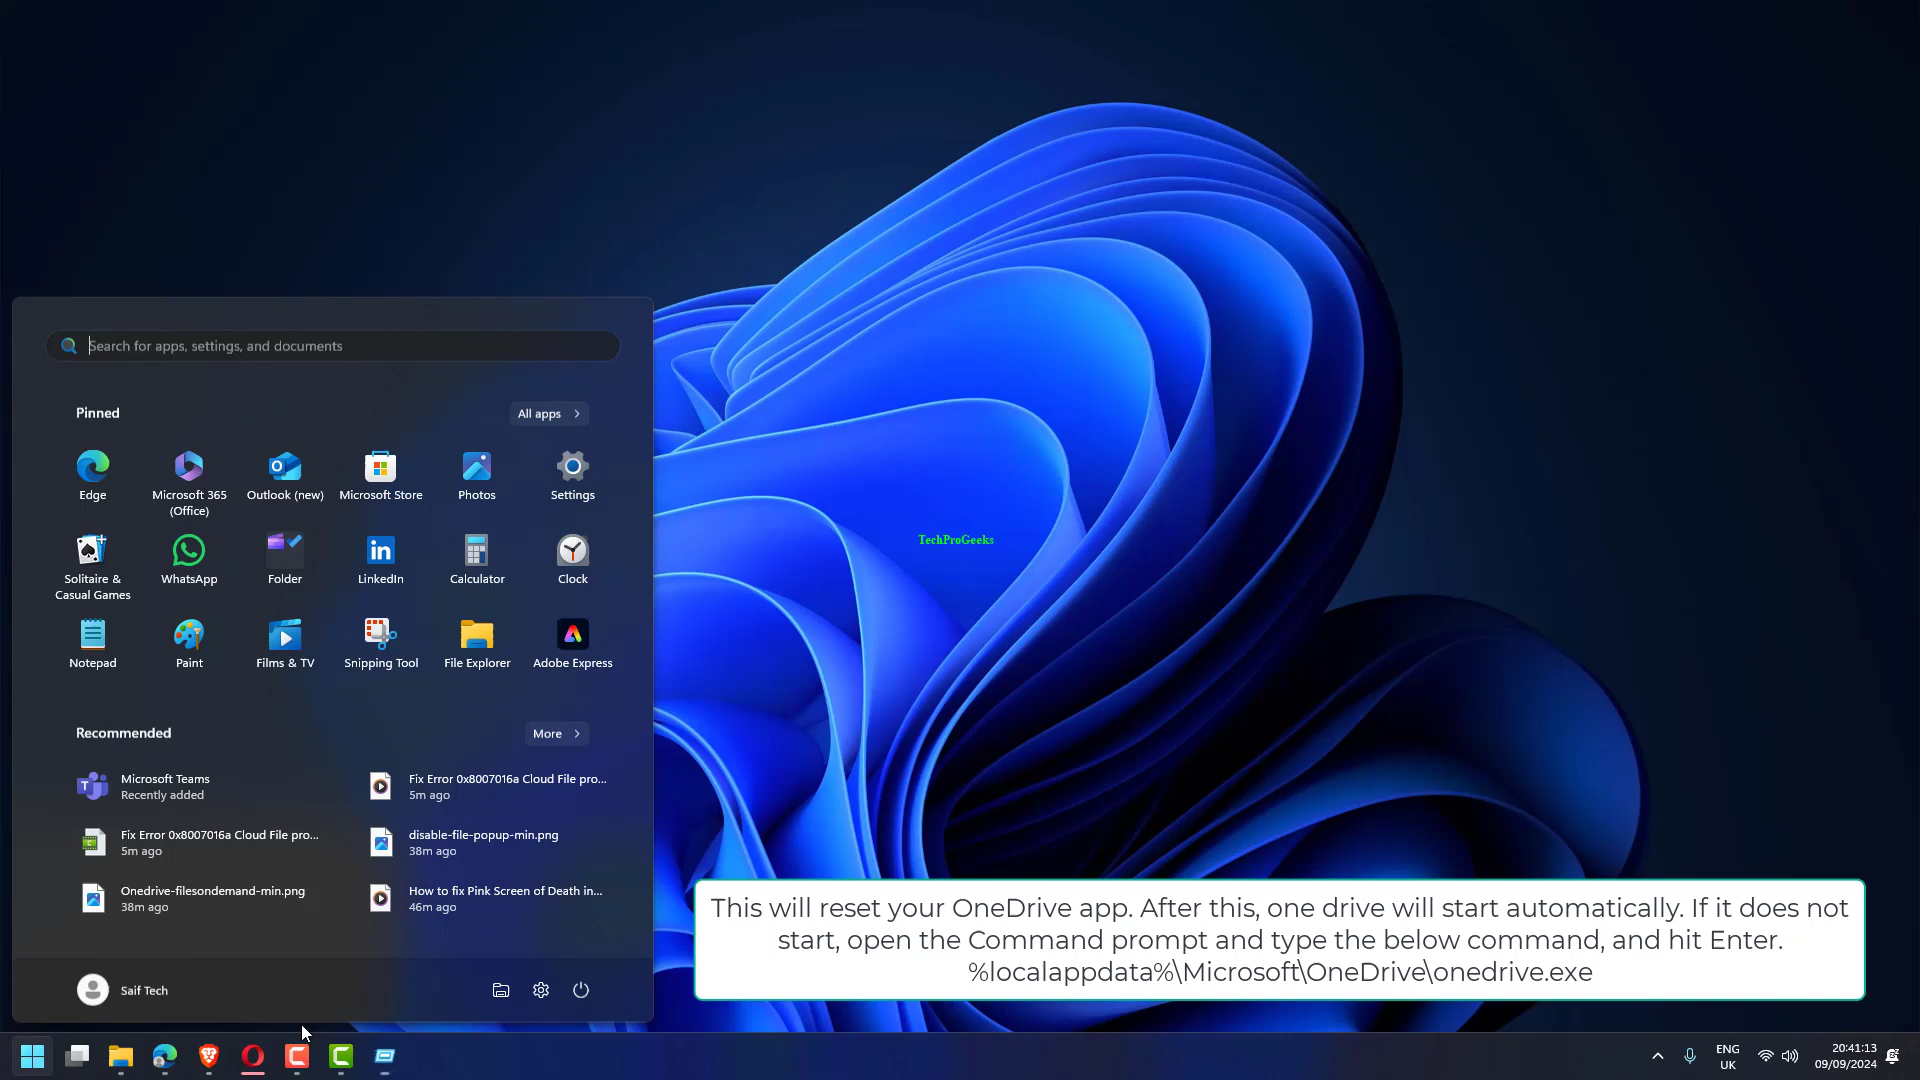 Search for apps, settings, and documents
Pinned
All apps
Edge
Microsoft 365
(Office)
Outlook (new)
Microsoft Store
Photos
Settings
Solitaire &
Casual Games
WhatsApp
Folder
LinkedIn
Calculator
Clock
Notepad
Paint
Films & TV
Snipping Tool
File Explorer
Adobe Express
Recommended
More
Microsoft Teams
Recently added
Fix Error 0x8007016a Cloud File pro...
5m ago
Fix Error 0x8007016a Cloud File pro...
5m ago
disable-file-popup-min.png
38m ago
Onedrive-filesondemand-min.png
38m ago
How to fix Pink Screen of Death in...
46m ago
Saif Tech
TechProGeeks
This will reset your OneDrive app. After this, one drive will start automatically. If it does not
start, open the Command prompt and type the below command, and hit Enter.
%localappdata%\Microsoft\OneDrive\onedrive.exe
ENG
UK
20:41:13
09/09/2024